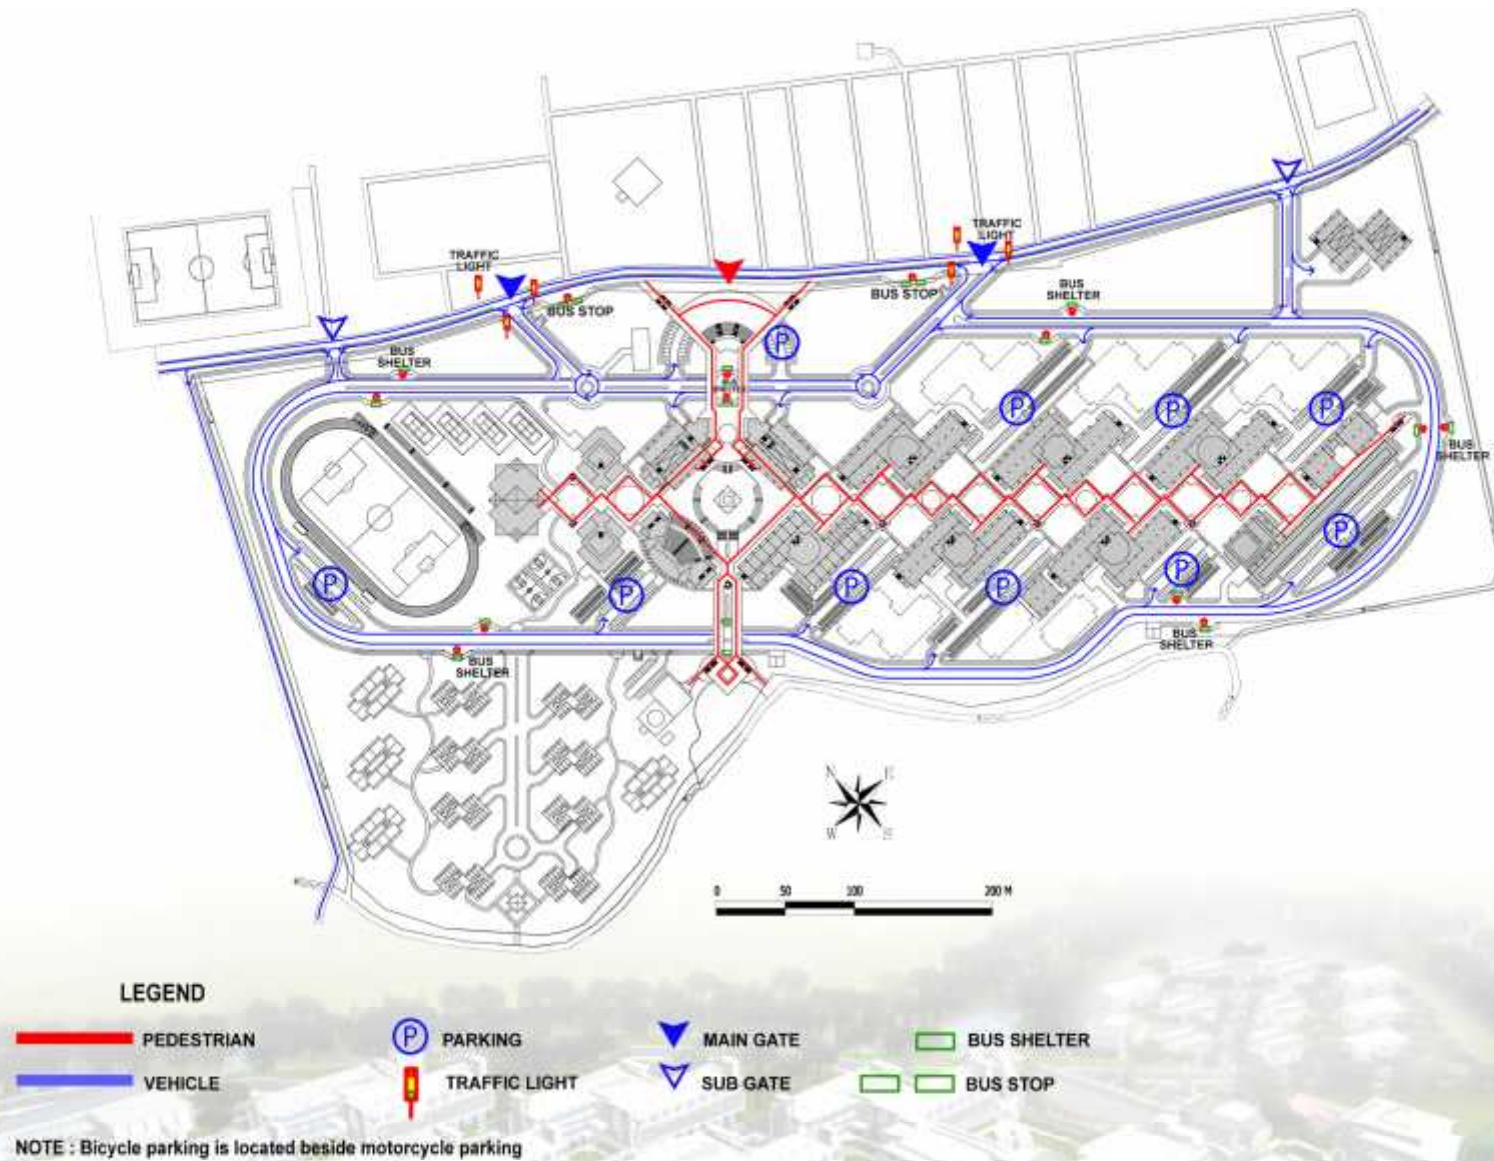 TRAFFIC
LIGHT
TRAFFIC
LIGHT
BUS STOP
BUS STOP
BUS
SHELTER
BUS
SHELTER
P
P
P
P
BUS
SHELTER
P
P
P
P
P
P
BUS
SHELTER
BUS
SHELTER
N
E
W
S
0 50 100 200 M
LEGEND
PEDESTRIAN
P PARKING
MAIN GATE
BUS SHELTER
VEHICLE
TRAFFIC LIGHT
SUB GATE
BUS STOP
NOTE : Bicycle parking is located beside motorcycle parking